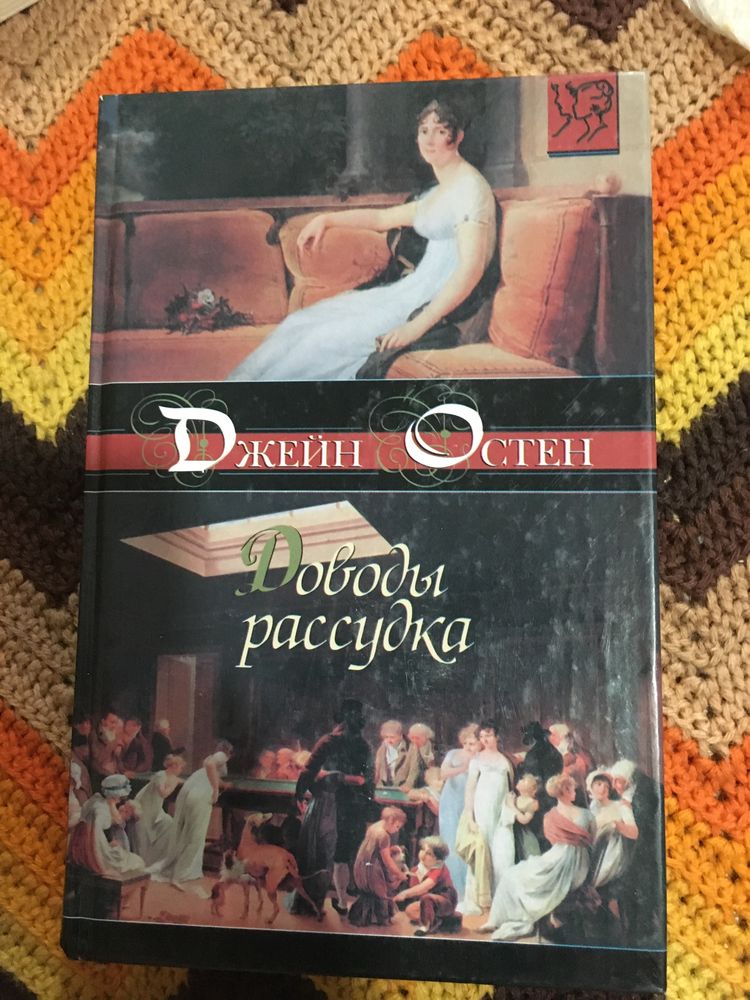 Джейн Остен
Доводы
рассудка